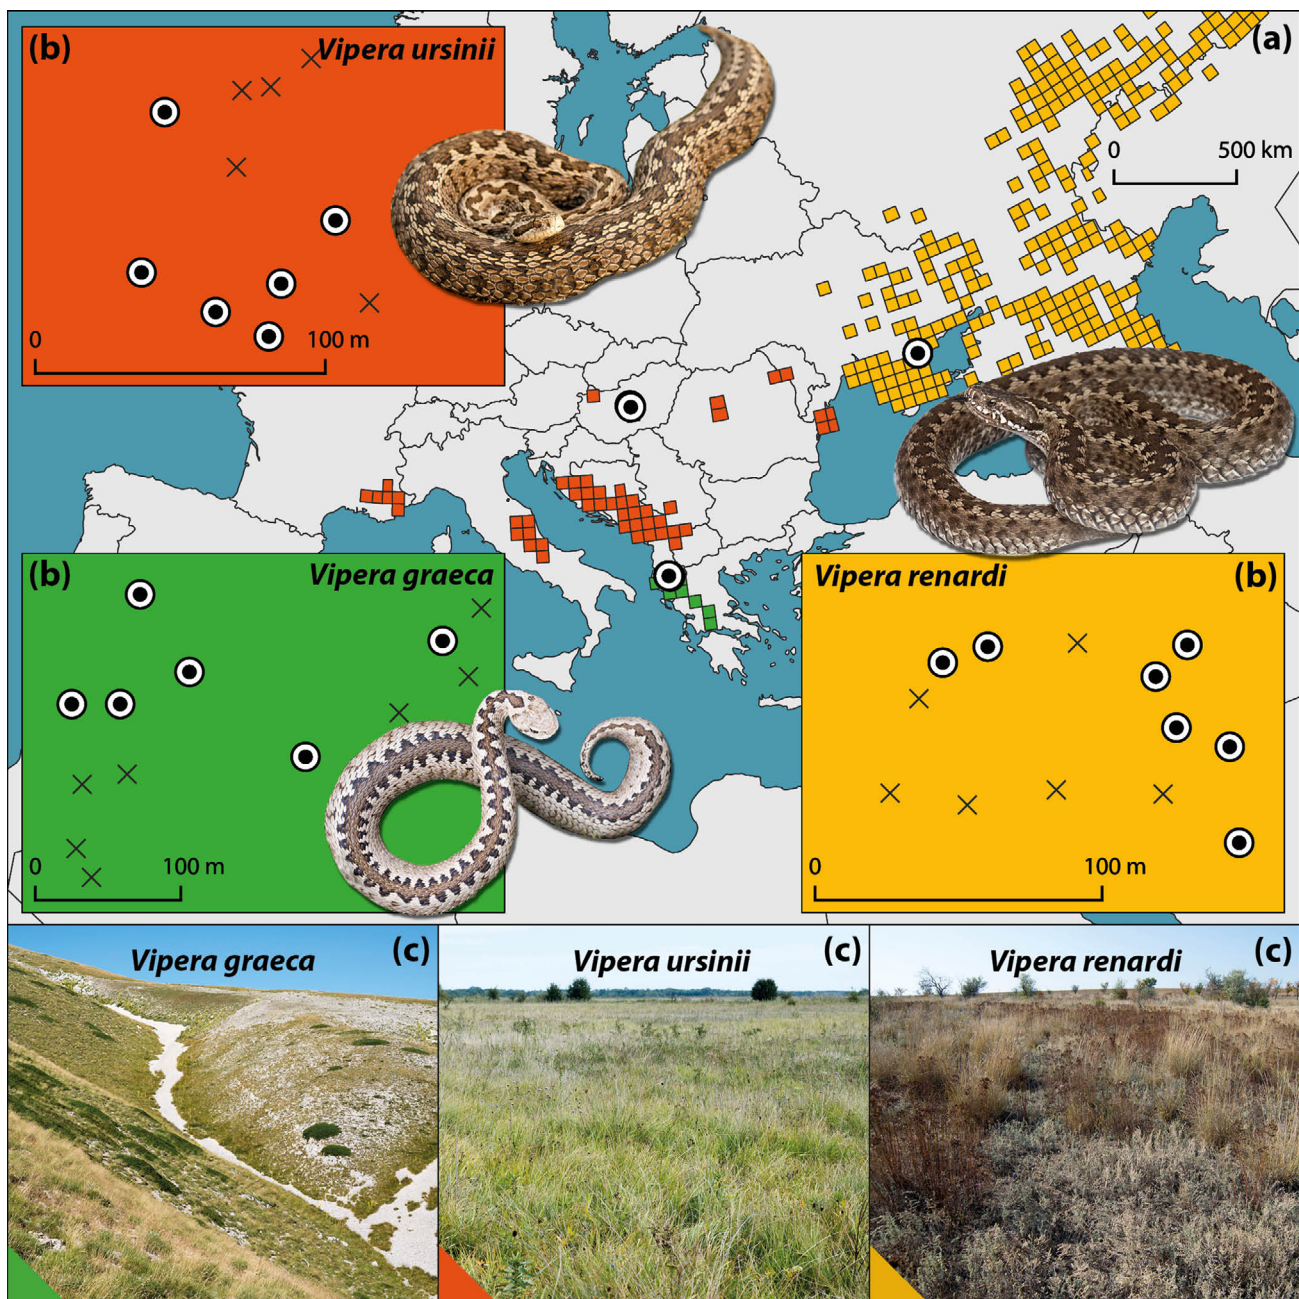 (b) Vipera ursinii
(a)
0 500 km
0 100 m
(b) Vipera graeca
0 100 m
Vipera renardi (b)
0 100 m
Vipera graeca (c)
Vipera ursinii (c)
Vipera renardi (c)